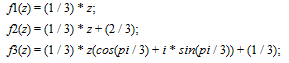 f1(z) = (1 / 3) * z;
f2(z) = (1 / 3) * z + (2 / 3);
f3(z) = (1 / 3) * z(cos(pi / 3) + i * sin(pi / 3)) + (1 / 3);